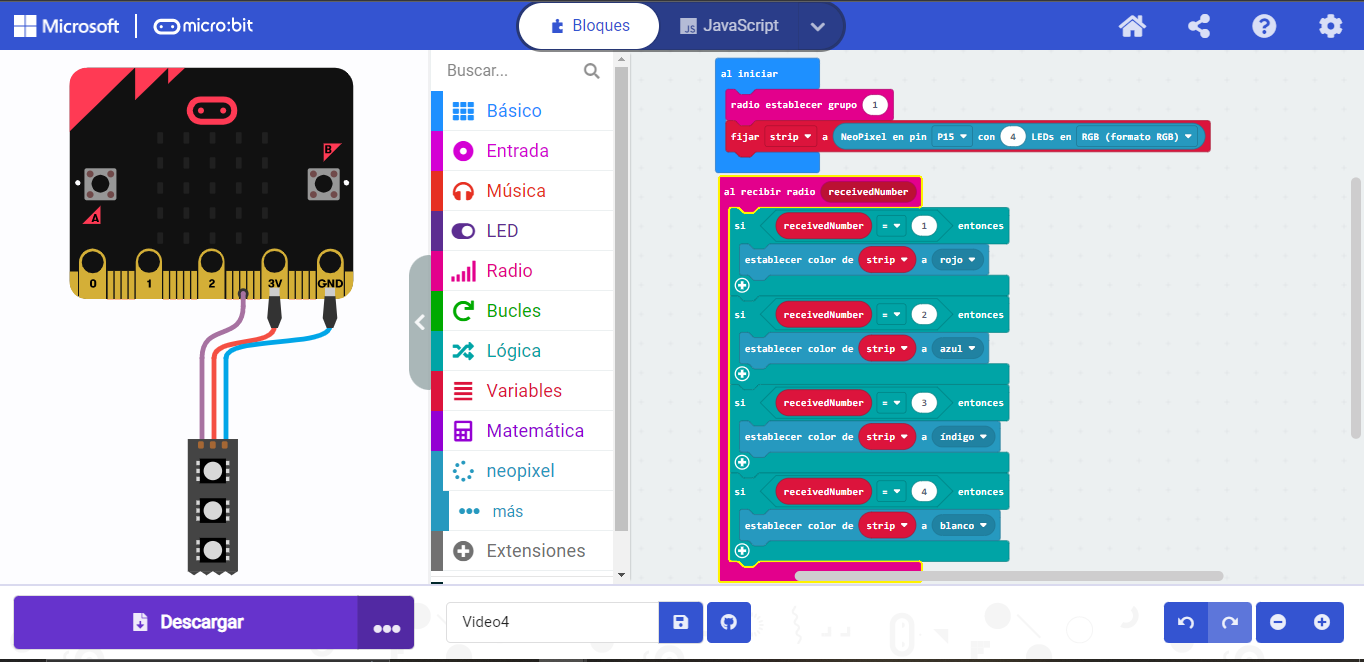 Microsoft
micro:bit
Bloques
JavaScript
JS
B
A
0
1
2
3V
GND
Buscar...
Básico
Entrada
Música
LED
Radio
Bucles
Lógica
Variables
Matemática
neopixel
más
Extensiones
al iniciar
radio establecer grupo 1
fijar strip a NeoPixel en pin P15 con 4 LEDs en RGB (formato RGB)
al recibir radio receivedNumber
si receivedNumber = 1 entonces
establecer color de strip a rojo
si receivedNumber = 2 entonces
establecer color de strip a azul
si receivedNumber = 3 entonces
establecer color de strip a índigo
si receivedNumber = 4 entonces
establecer color de strip a blanco
Descargar
Video4